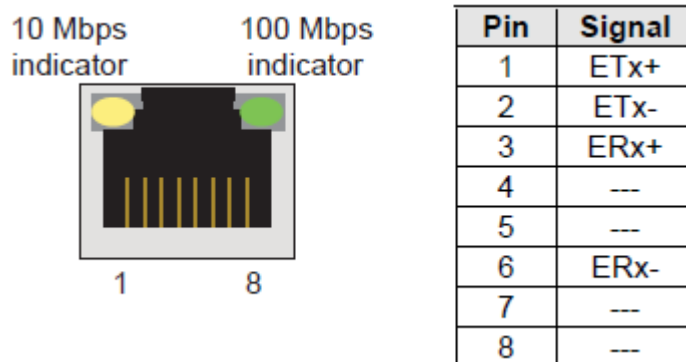 10 Mbps indicator
100 Mbps indicator
1 8
Pin Signal
1 ETx+
2 ETx-
3 ERx+
4 ---
5 ---
6 ERx-
7 ---
8 ---